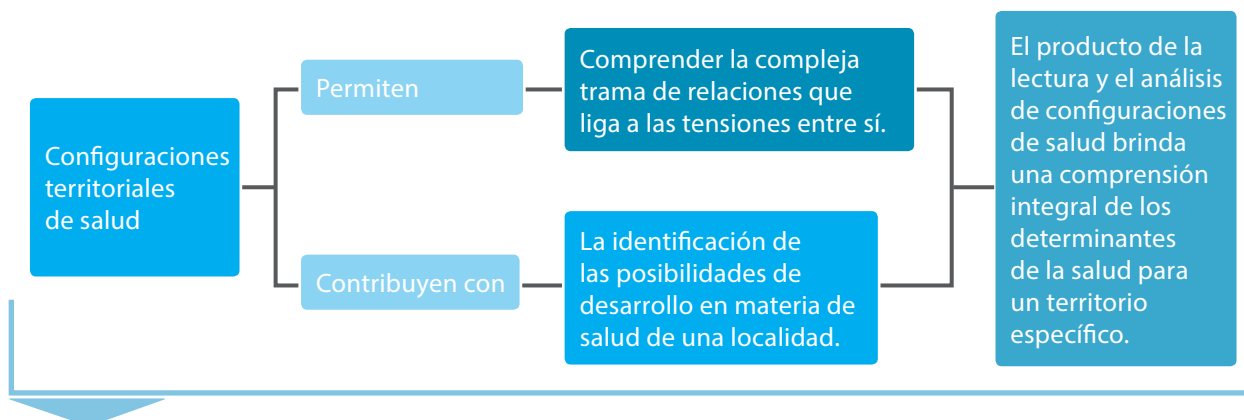 Configuraciones
territoriales
de salud
Permiten
Comprender la compleja
trama de relaciones que
liga a las tensiones entre sí.
Contribuyen con
La identificación de
las posibilidades de
desarrollo en materia de
salud de una localidad.
El producto de la
lectura y el análisis
de configuraciones
de salud brinda
una comprensión
integral de los
determinantes
de la salud para
un territorio
específico.